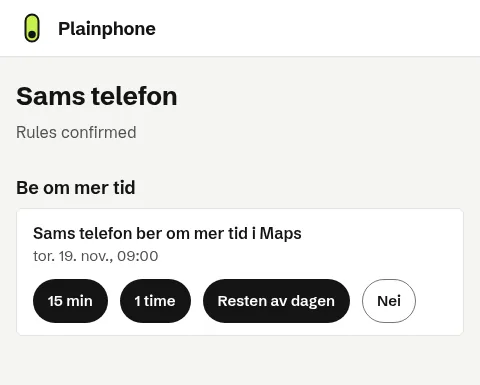 Plainphone
Sams telefon
Rules confirmed
Be om mer tid
Sams telefon ber om mer tid i Maps
tor. 19. nov., 09:00
15 min
1 time
Resten av dagen
Nei